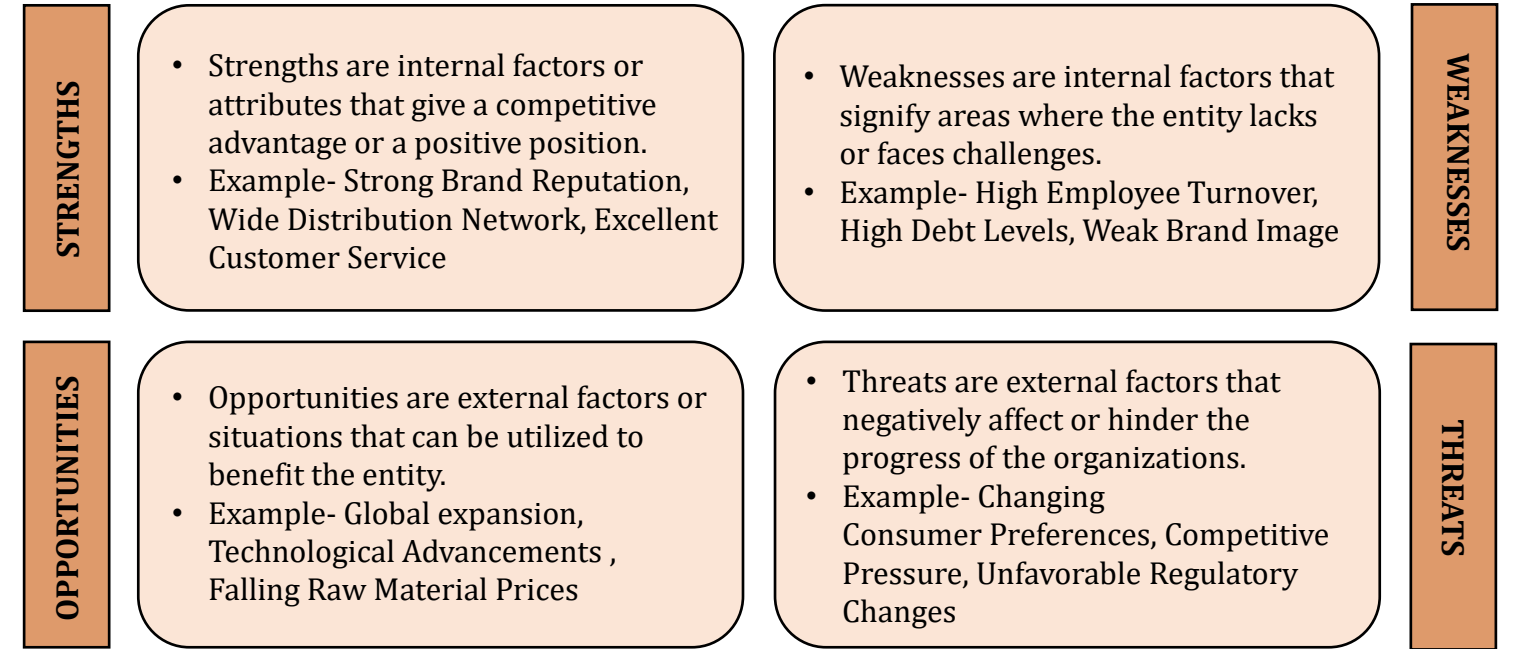 STRENGTHS
• Strengths are internal factors or
attributes that give a competitive
advantage or a positive position.
• Example- Strong Brand Reputation,
Wide Distribution Network, Excellent
Customer Service
• Weaknesses are internal factors that
signify areas where the entity lacks
or faces challenges.
• Example- High Employee Turnover,
High Debt Levels, Weak Brand Image
WEAKNESSES
OPPORTUNITIES
• Opportunities are external factors or
situations that can be utilized to
benefit the entity.
• Example- Global expansion,
Technological Advancements ,
Falling Raw Material Prices
• Threats are external factors that
negatively affect or hinder the
progress of the organizations.
• Example- Changing
Consumer Preferences, Competitive
Pressure, Unfavorable Regulatory
Changes
THREATS